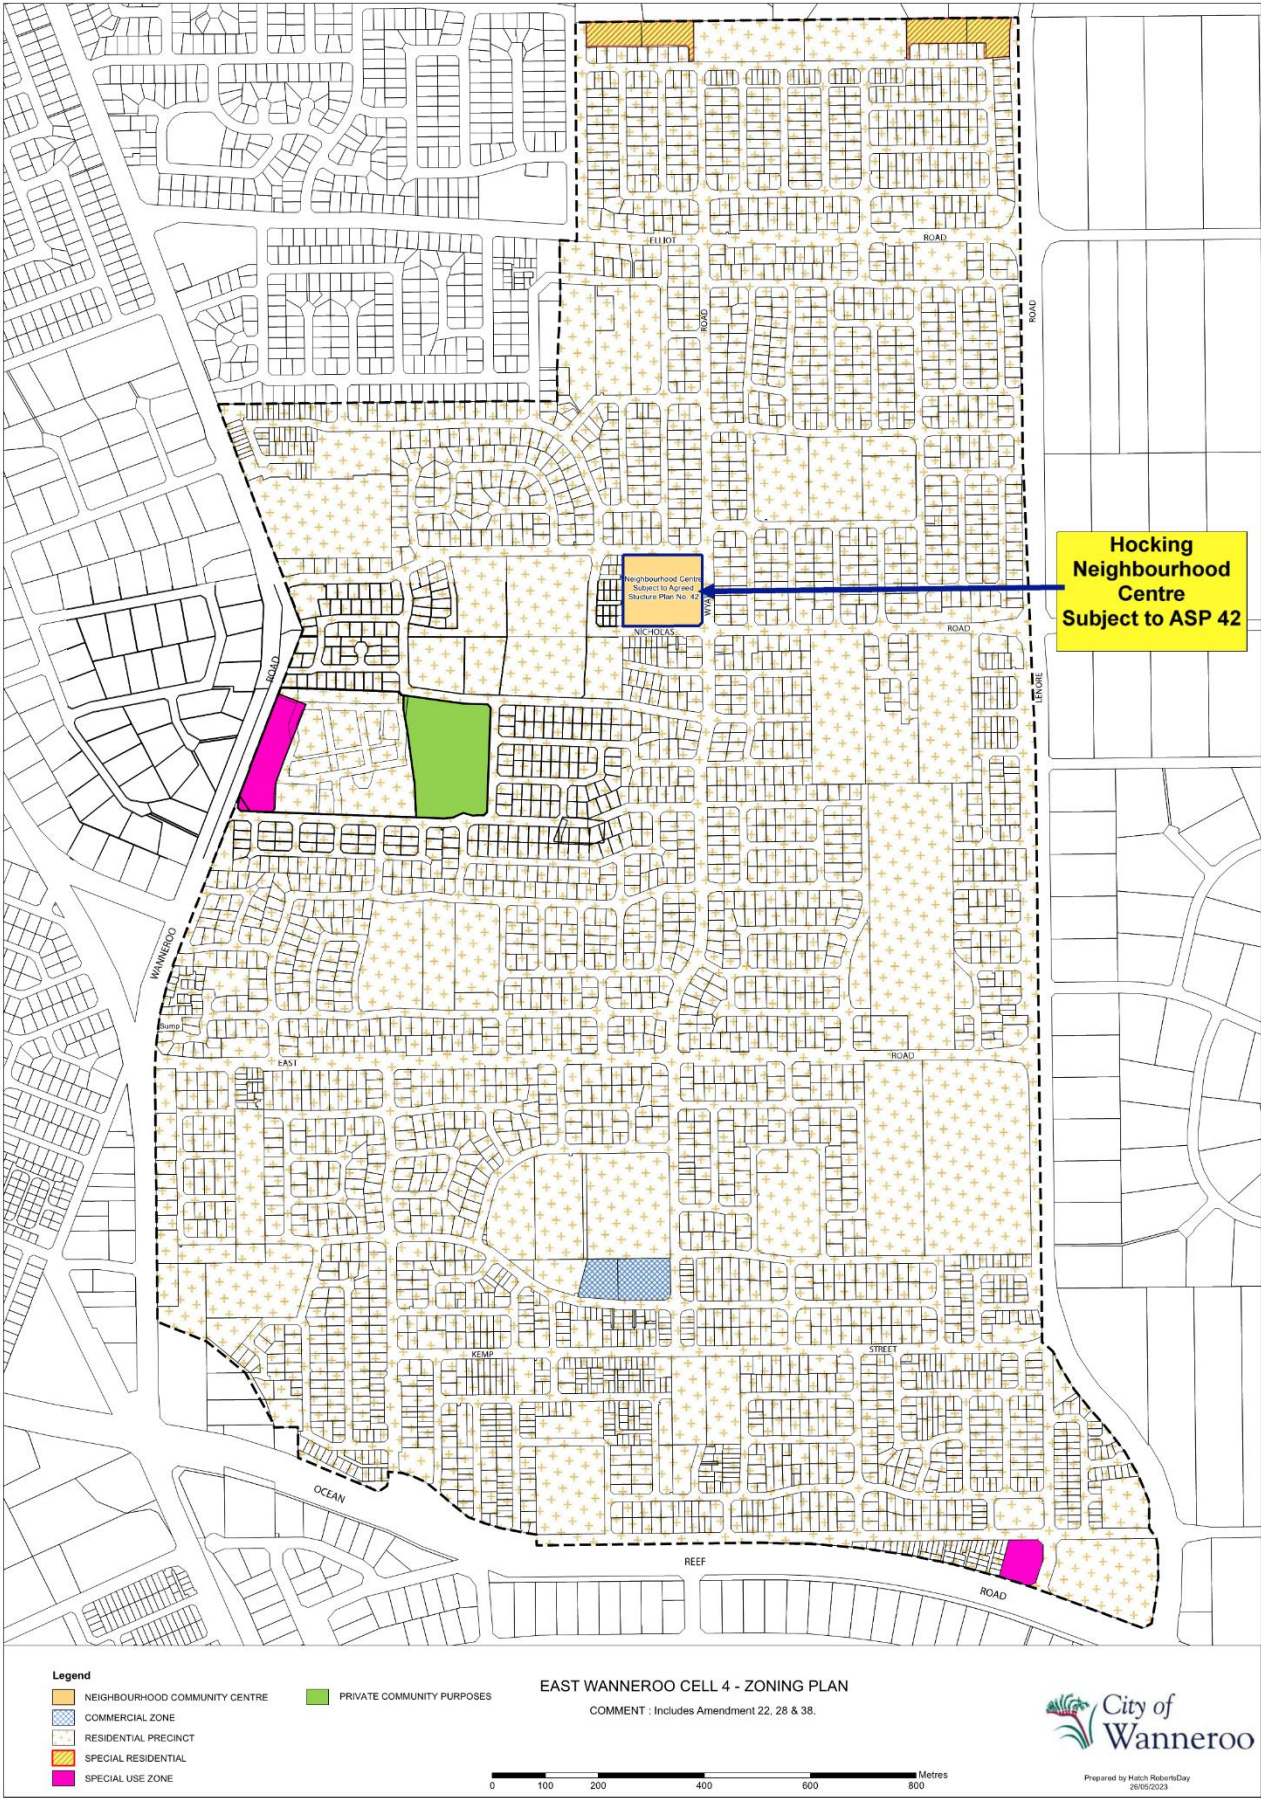 ELLIOT
ROAD
ROAD
ROAD
Hocking
Neighbourhood
Centre
Subject to ASP 42
Neighbourhood Centre
Subject to Agreed
Stucture Plan No. 42
NICHOLAS
ROAD
ROAD
LENORE
WANNEROO
Sump
EAST
ROAD
KEMP
STREET
OCEAN
REEF
ROAD
Legend
NEIGHBOURHOOD COMMUNITY CENTRE
COMMERCIAL ZONE
RESIDENTIAL PRECINCT
SPECIAL RESIDENTIAL
SPECIAL USE ZONE
PRIVATE COMMUNITY PURPOSES
EAST WANNEROO CELL 4 - ZONING PLAN
COMMENT : Includes Amendment 22, 28 & 38.
0 100 200 400 600 800 Metres
City of
Wanneroo
Prepared by Hatch RobertsDay
26/05/2023